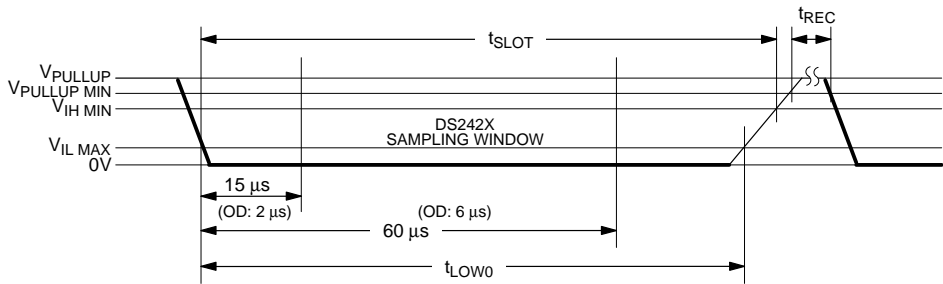 tREC
tSLOT
VPULLUP
VPULLUP MIN
VIH MIN
DS242X
SAMPLING WINDOW
VIL MAX
0V
15 μs
(OD: 2 μs)
(OD: 6 μs)
60 μs
tLOW0